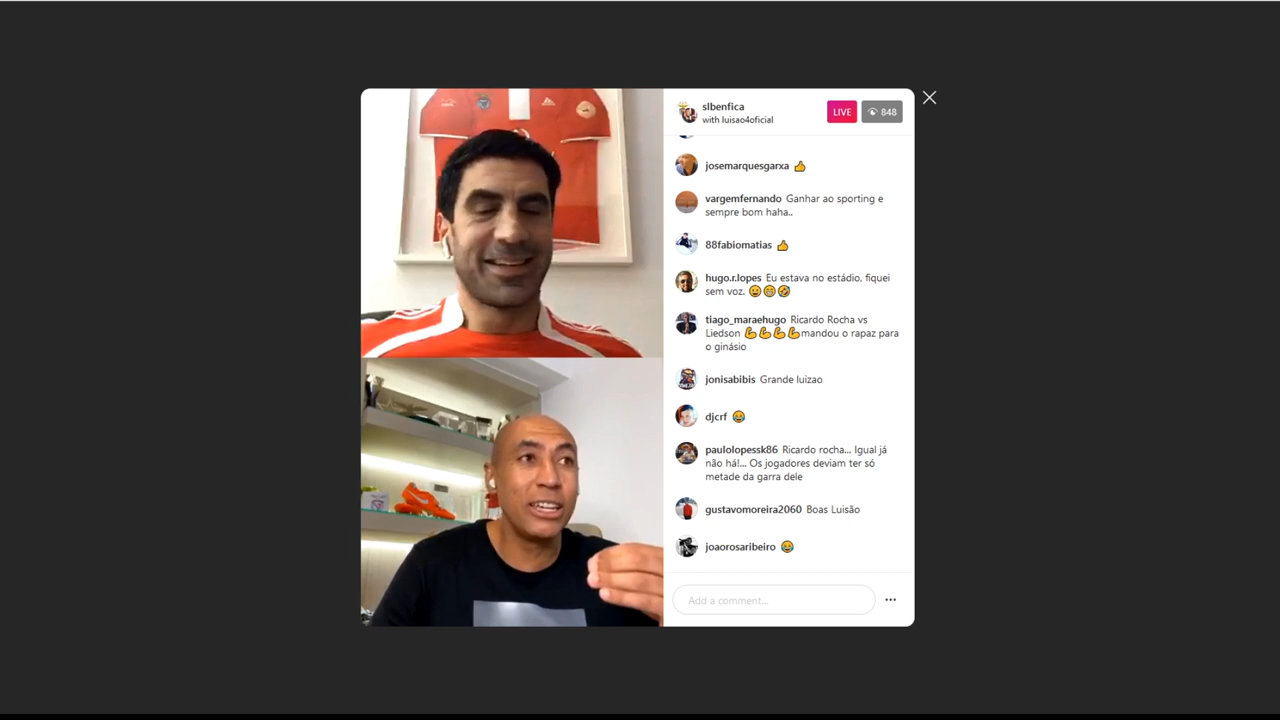 slbenfica
with luisao4oficial
LIVE
848
josemarquesgarxa 👍
vargemfernando Ganhar ao sporting e
sempre bom haha..
88fabiomatias 👍
hugo.r.lopes Eu estava no estádio, fiquei
sem voz. 😉😁🤣
tiago_maraehugo Ricardo Rocha vs
Liedson 💪💪💪💪mandou o rapaz para
o ginásio
jonisabibis Grande luizao
djcrf 😂
paulolopessk86 Ricardo rocha... Igual já
não há!... Os jogadores deviam ter só
metade da garra dele
gustavomoreira2060 Boas Luisão
joaorosaribeiro 😂
Add a comment...